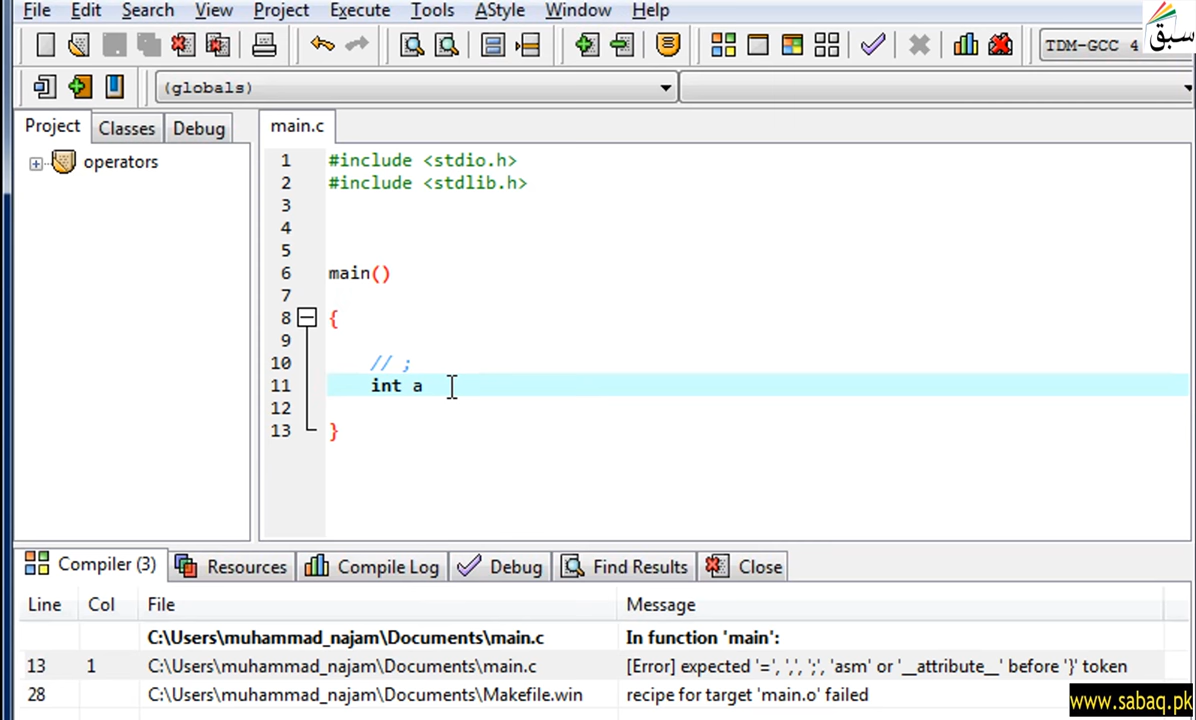 File Edit Search View Project Execute Tools AStyle Window Help
سبق
TDM-GCC 4
(globals)
Project Classes Debug
main.c
operators
1 #include <stdio.h>
2 #include <stdlib.h>
3
4
5
6 main()
7
8 {
9
10 // ;
11 int a
12
13 }
Compiler (3) Resources Compile Log Debug Find Results Close
Line Col File Message
C:\Users\muhammad_najam\Documents\main.c In function 'main':
13 1 C:\Users\muhammad_najam\Documents\main.c [Error] expected '=', ',', ';', 'asm' or '__attribute__' before '}' token
28 C:\Users\muhammad_najam\Documents\Makefile.win recipe for target 'main.o' failed
www.sabaq.pk